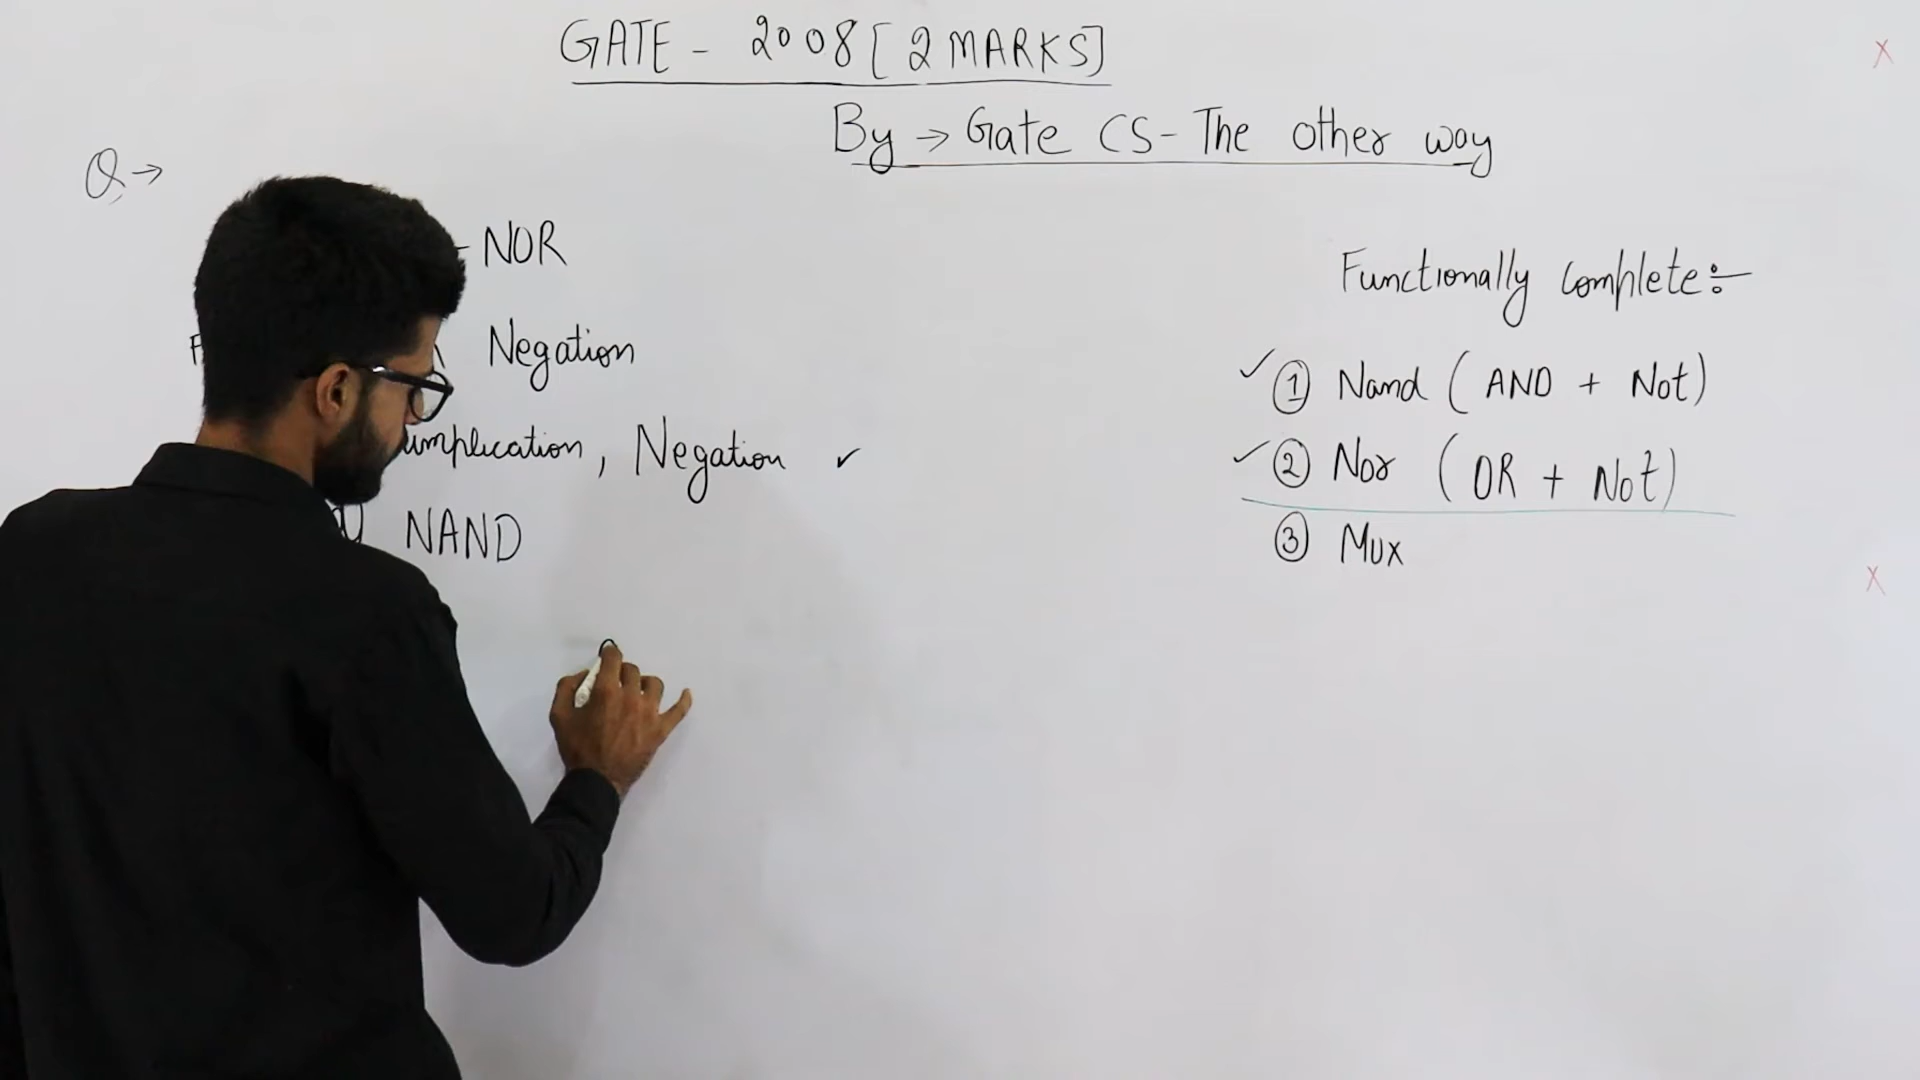 GATE - 2008 [ 2 MARKS]
By → Gate CS - The other way
Q →
- NOR
Negation
implication, Negation ✓
NAND
Functionally complete:-
✓ ① Nand ( AND + Not)
✓ ② Nor ( OR + Not)
③ Mux
X
X